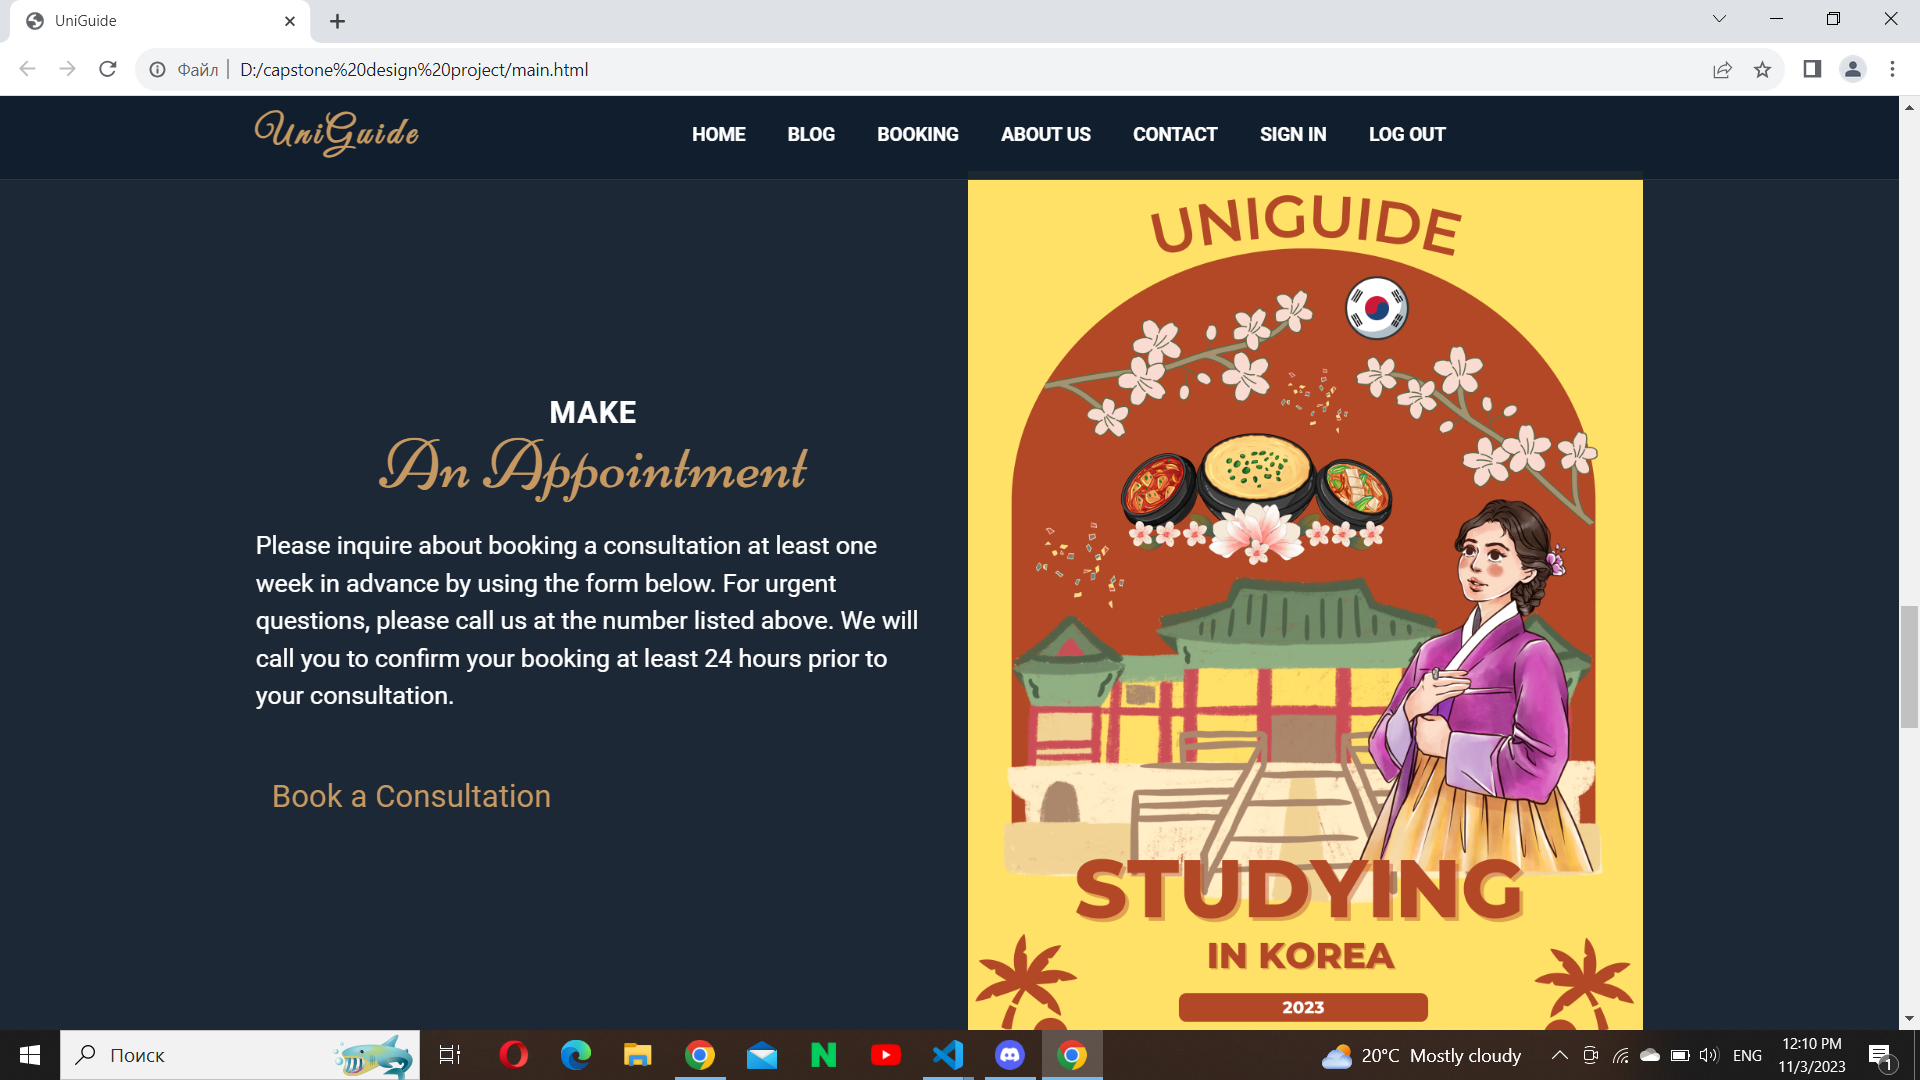 UniGuide
Файл
D:/capstone%20design%20project/main.html
UniGuide
HOME BLOG BOOKING ABOUT US CONTACT SIGN IN LOG OUT
MAKE
An Appointment
Please inquire about booking a consultation at least one
week in advance by using the form below. For urgent
questions, please call us at the number listed above. We will
call you to confirm your booking at least 24 hours prior to
your consultation.
Book a Consultation
UNIGUIDE
STUDYING
IN KOREA
2023
Поиск
N
20°C Mostly cloudy
ENG
12:10 PM
11/3/2023
1